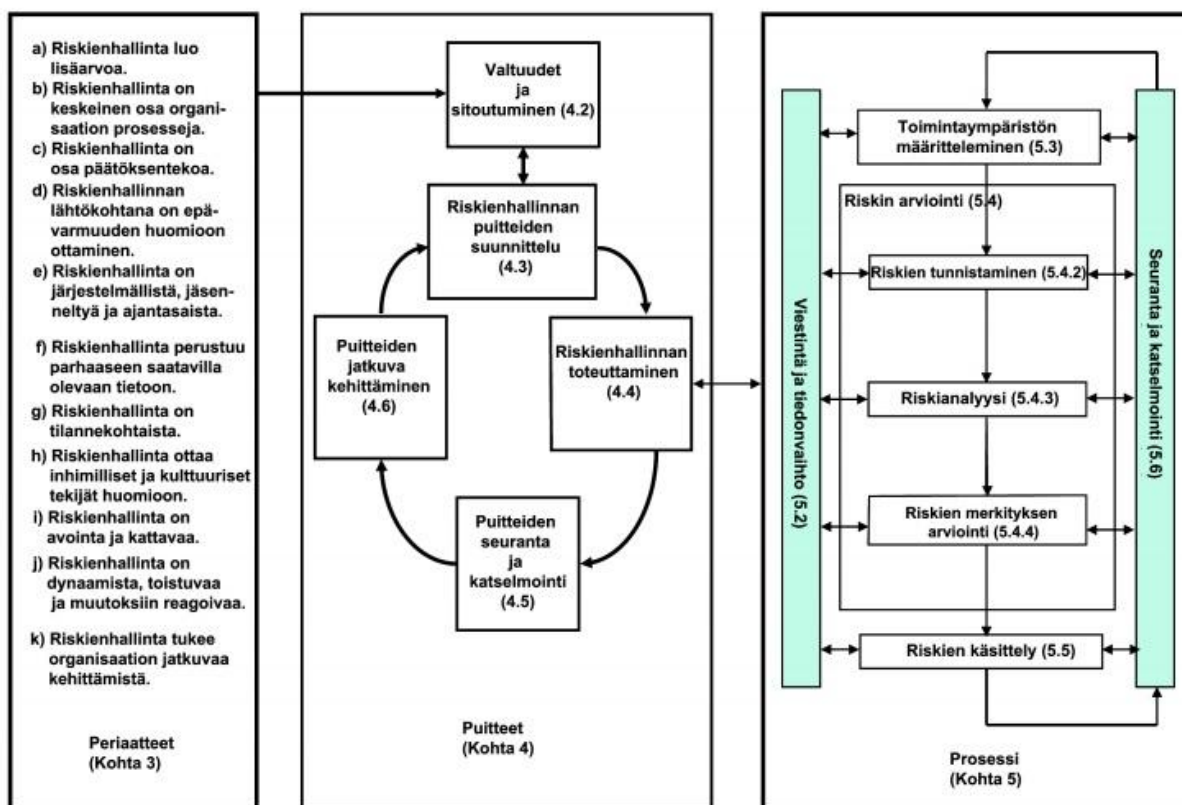 a) Riskienhallinta luo
lisäarvoa.
b) Riskienhallinta on
keskeinen osa organi-
saation prosesseja.
c) Riskienhallinta on
osa päätöksentekoa.
d) Riskienhallinnan
lähtökohtana on epä-
varmuuden huomioon
ottaminen.
e) Riskienhallinta on
järjestelmällistä, jäsen-
neltyä ja ajantasaista.
f) Riskienhallinta perustuu
parhaaseen saatavilla
olevaan tietoon.
g) Riskienhallinta on
tilannekohtaista.
h) Riskienhallinta ottaa
inhimilliset ja kulttuuriset
tekijät huomioon.
i) Riskienhallinta on
avointa ja kattavaa.
j) Riskienhallinta on
dynaamista, toistuvaa
ja muutoksiin reagoivaa.
k) Riskienhallinta tukee
organisaation jatkuvaa
kehittämistä.
Periaatteet
(Kohta 3)
Valtuudet
ja
sitoutuminen (4.2)
Riskienhallinnan
puitteiden
suunnittelu
(4.3)
Puitteiden
jatkuva
kehittäminen
(4.6)
Riskienhallinnan
toteuttaminen
(4.4)
Puitteiden
seuranta
ja
katselmointi
(4.5)
Puitteet
(Kohta 4)
Toimintaympäristön
määritteleminen (5.3)
Riskin arviointi (5.4)
Riskien tunnistaminen (5.4.2)
Riskianalyysi (5.4.3)
Riskien merkityksen
arviointi (5.4.4)
Riskien käsittely (5.5)
Viestintä ja tiedonvaihto (5.2)
Seuranta ja katselmointi (5.6)
Prosessi
(Kohta 5)